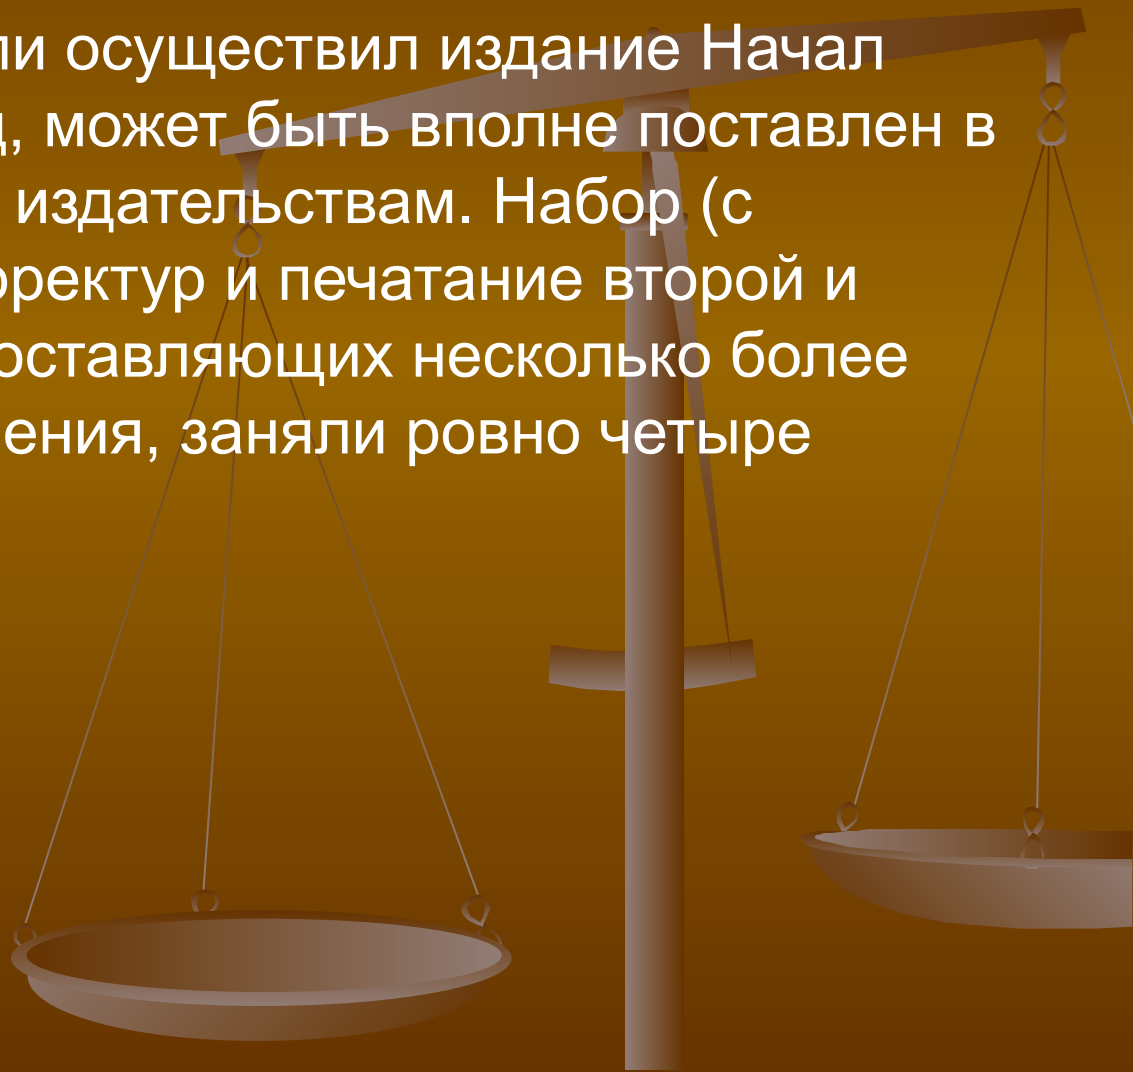 ли осуществил издание Начал
, может быть вполне поставлен в
издательствам. Набор (с
ректур и печатание второй и
оставляющих несколько более
ения, заняли ровно четыре